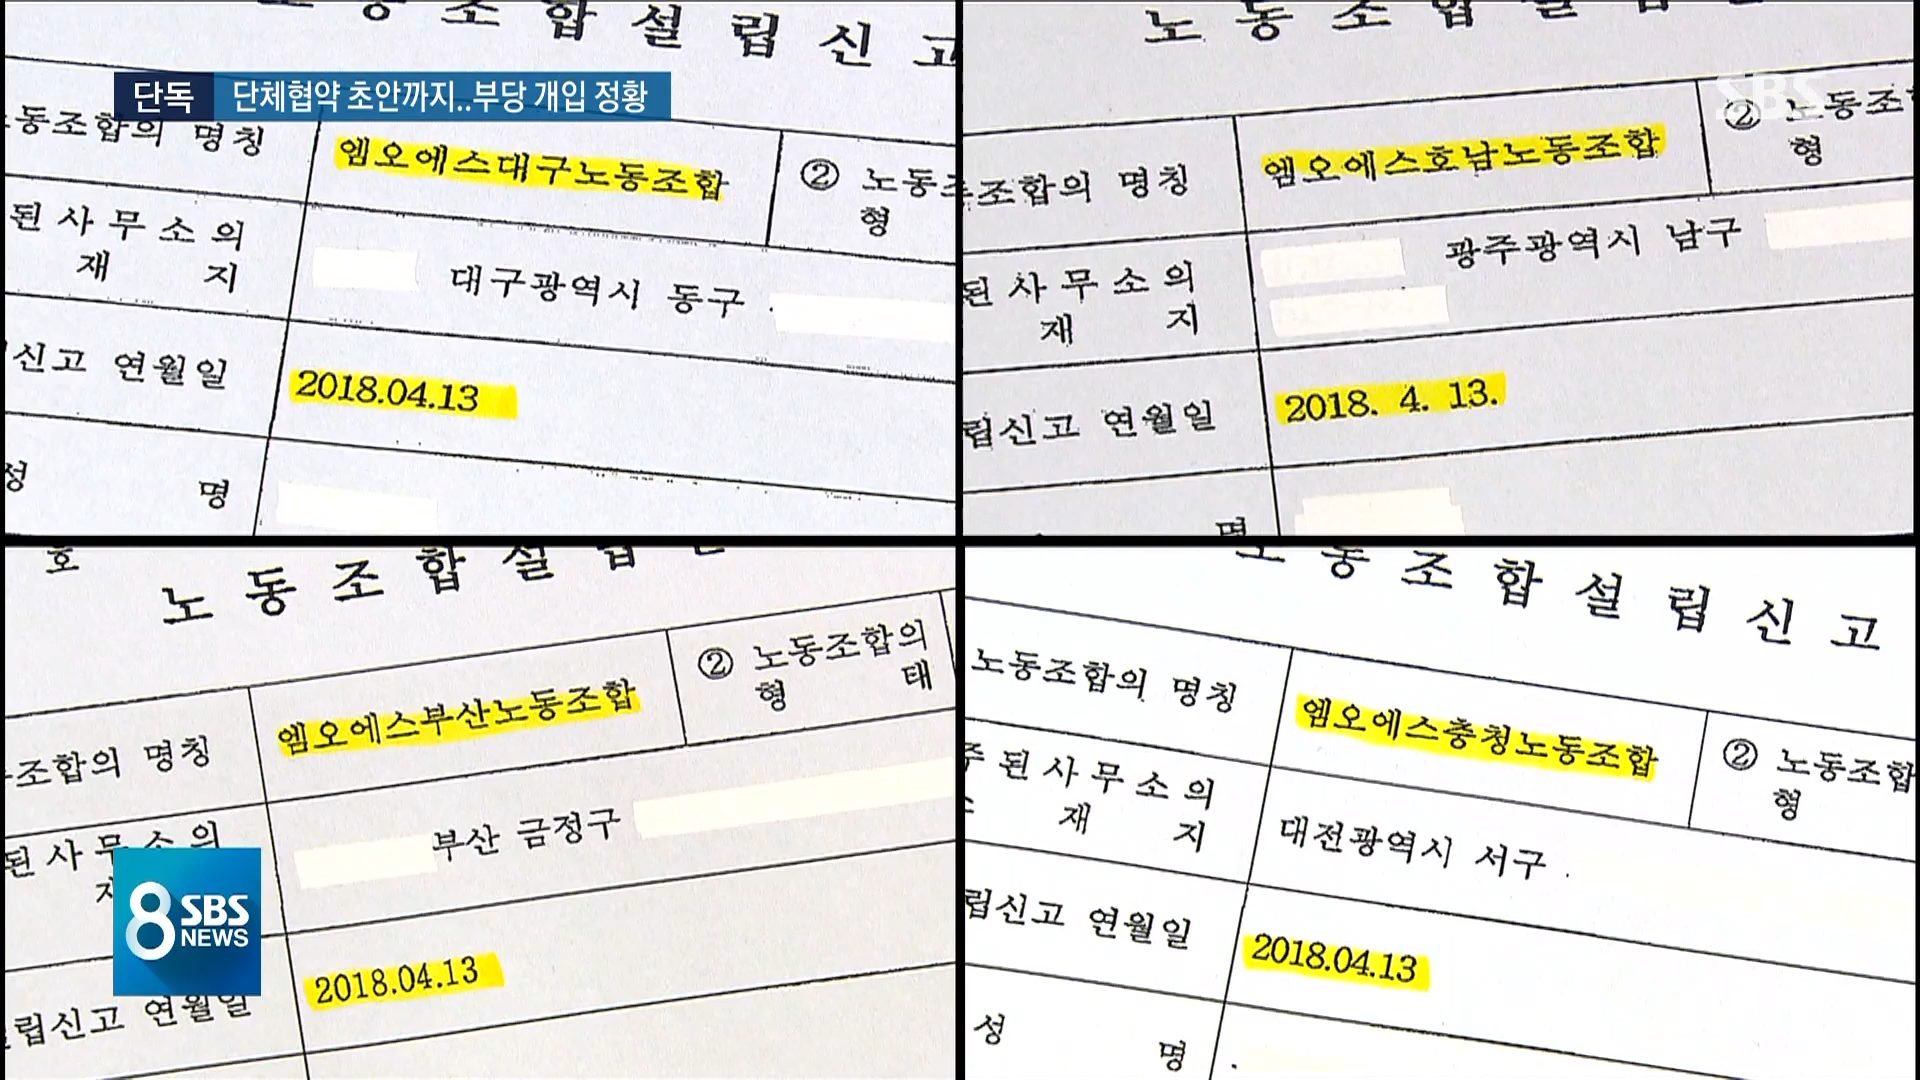 단독 단체협약 초안까지..부당 개입 정황
SBS
조합설립신고
동조합의 명칭
엠오에스대구노동조합
② 노동조
형
된 사 무 소 의
재 지
대구광역시 동구
신고 연월일
2018.04.13
성 명
노동조합설립
조합의 명칭
엠오에스호남노동조합
② 노동조
형
된 사 무 소 의
재 지
광주광역시 남구
립신고 연월일
2018. 4. 13.
명
호
노동조합설립
조합의 명칭
엠오에스부산노동조합
② 노동조합의
형 태
된 사 무 소 의
부산 금정구
립신고 연월일
2018.04.13
8 SBS
NEWS
노동조합설립신고
노동조합의 명칭
엠오에스충청노동조합
② 노동조합
형
된 사 무 소 의
재 지
대전광역시 서구
립신고 연월일
2018.04.13
성 명